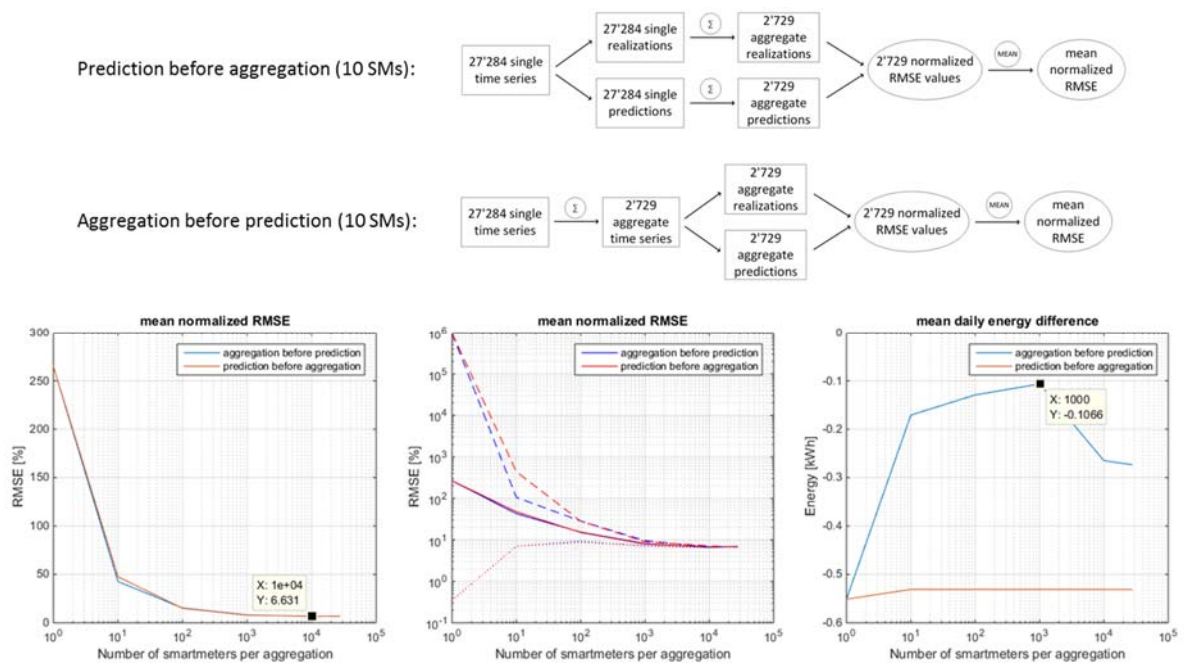 Prediction before aggregation (10 SMs):
27'284 single
time series
27'284 single
realizations
Σ
2'729
aggregate
realizations
27'284 single
predictions
Σ
2'729
aggregate
predictions
2'729 normalized
RMSE values
MEAN
mean
normalized
RMSE
Aggregation before prediction (10 SMs):
27'284 single
time series
Σ
2'729
aggregate
time series
2'729
aggregate
realizations
2'729
aggregate
predictions
2'729 normalized
RMSE values
MEAN
mean
normalized
RMSE
mean normalized RMSE
aggregation before prediction
prediction before aggregation
RMSE [%]
300
250
200
150
100
50
0
X: 1e+04
Y: 6.631
10^0 10^1 10^2 10^3 10^4 10^5
Number of smartmeters per aggregation
mean normalized RMSE
aggregation before prediction
prediction before aggregation
RMSE [%]
10^6
10^5
10^4
10^3
10^2
10^1
10^0
10^-1
10^0 10^1 10^2 10^3 10^4 10^5
Number of smartmeters per aggregation
mean daily energy difference
aggregation before prediction
prediction before aggregation
Energy [kWh]
0
-0.1
-0.2
-0.3
-0.4
-0.5
-0.6
X: 1000
Y: -0.1066
10^0 10^1 10^2 10^3 10^4 10^5
Number of smartmeters per aggregation